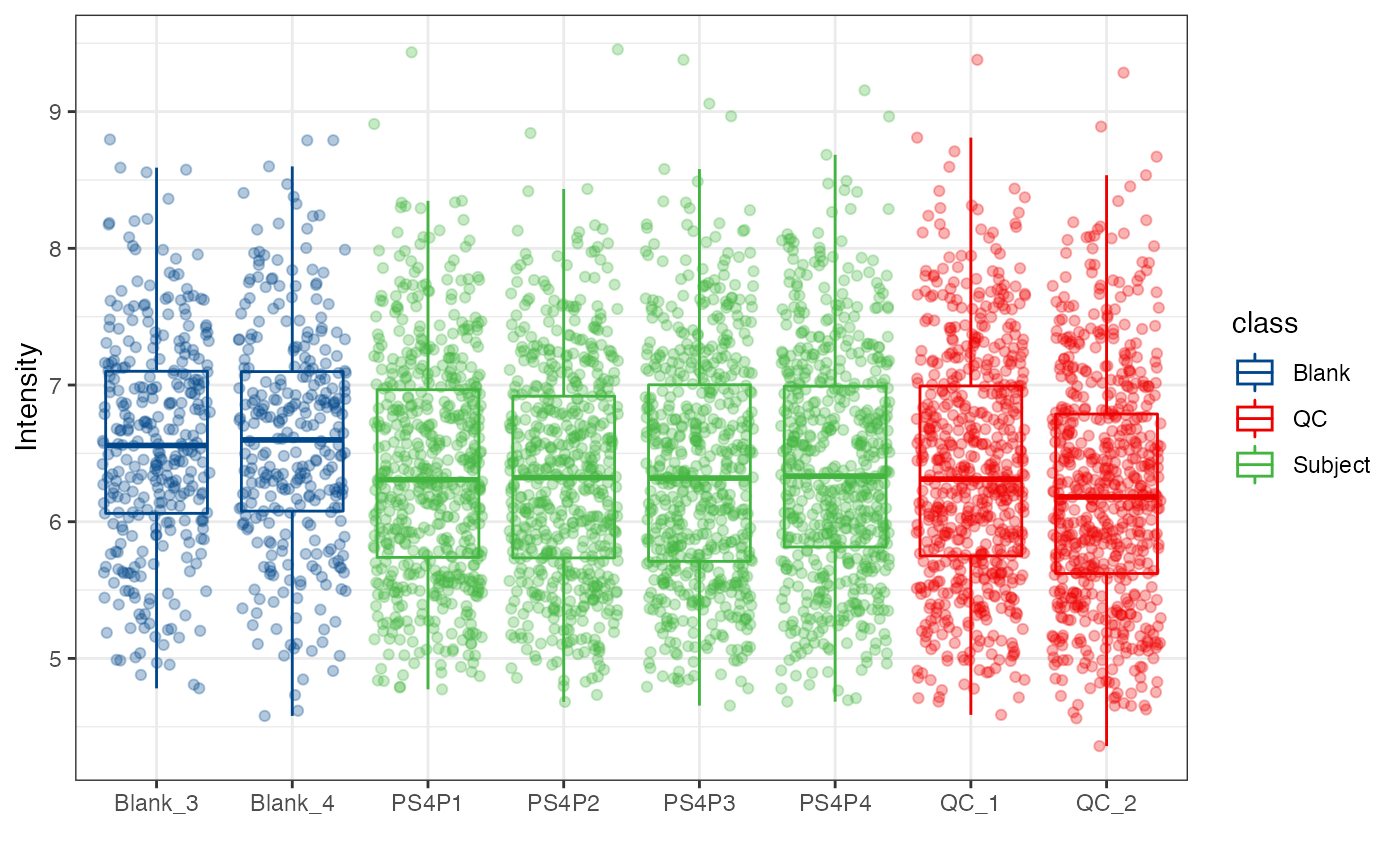 Intensity
9
8
7
6
5
Blank_3 Blank_4 PS4P1 PS4P2 PS4P3 PS4P4 QC_1 QC_2
class
Blank
QC
Subject